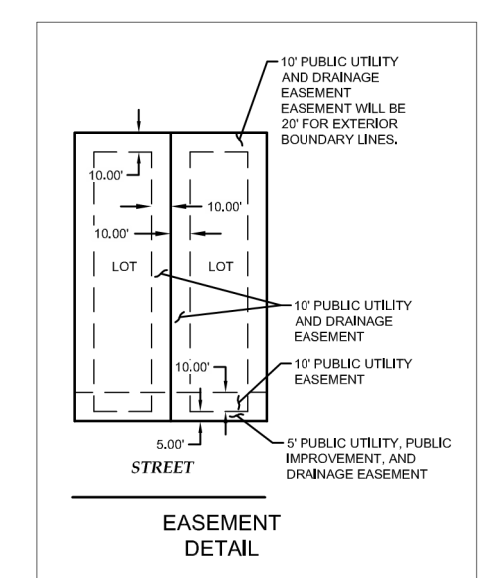 10' PUBLIC UTILITY
AND DRAINAGE
EASEMENT
EASEMENT WILL BE
20' FOR EXTERIOR
BOUNDARY LINES.
10.00'
10.00'
10.00'
LOT
LOT
10' PUBLIC UTILITY
AND DRAINAGE
EASEMENT
10.00'
10' PUBLIC UTILITY
EASEMENT
5.00'
5' PUBLIC UTILITY, PUBLIC
IMPROVEMENT, AND
DRAINAGE EASEMENT
STREET
EASEMENT
DETAIL